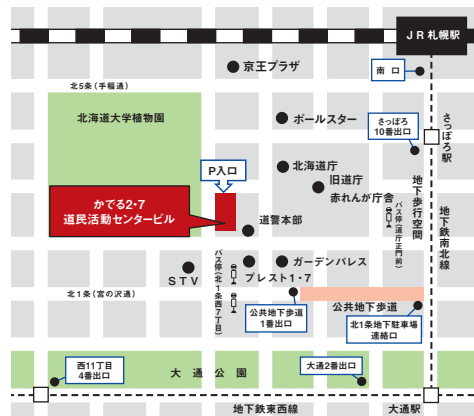 JR札幌駅
京王プラザ
南口
北5条(手稲通)
北海道大学植物園
ポールスター
さっぽろ
10番出口
さっぽろ駅
P入口
北海道庁
旧道庁
赤れんが庁舎
かでる2・7
道民活動センタービル
道警本部
バス停(道庁正門前)
地下歩行空間
地下鉄南北線
バス停(北1条西7丁目)
ガーデンパレス
プレスト1・7
STV
北1条(宮の沢通)
公共地下歩道
1番出口
公共地下歩道
北1条地下駐車場
連絡口
西11丁目
4番出口
大通公園
大通2番出口
地下鉄東西線
大通駅